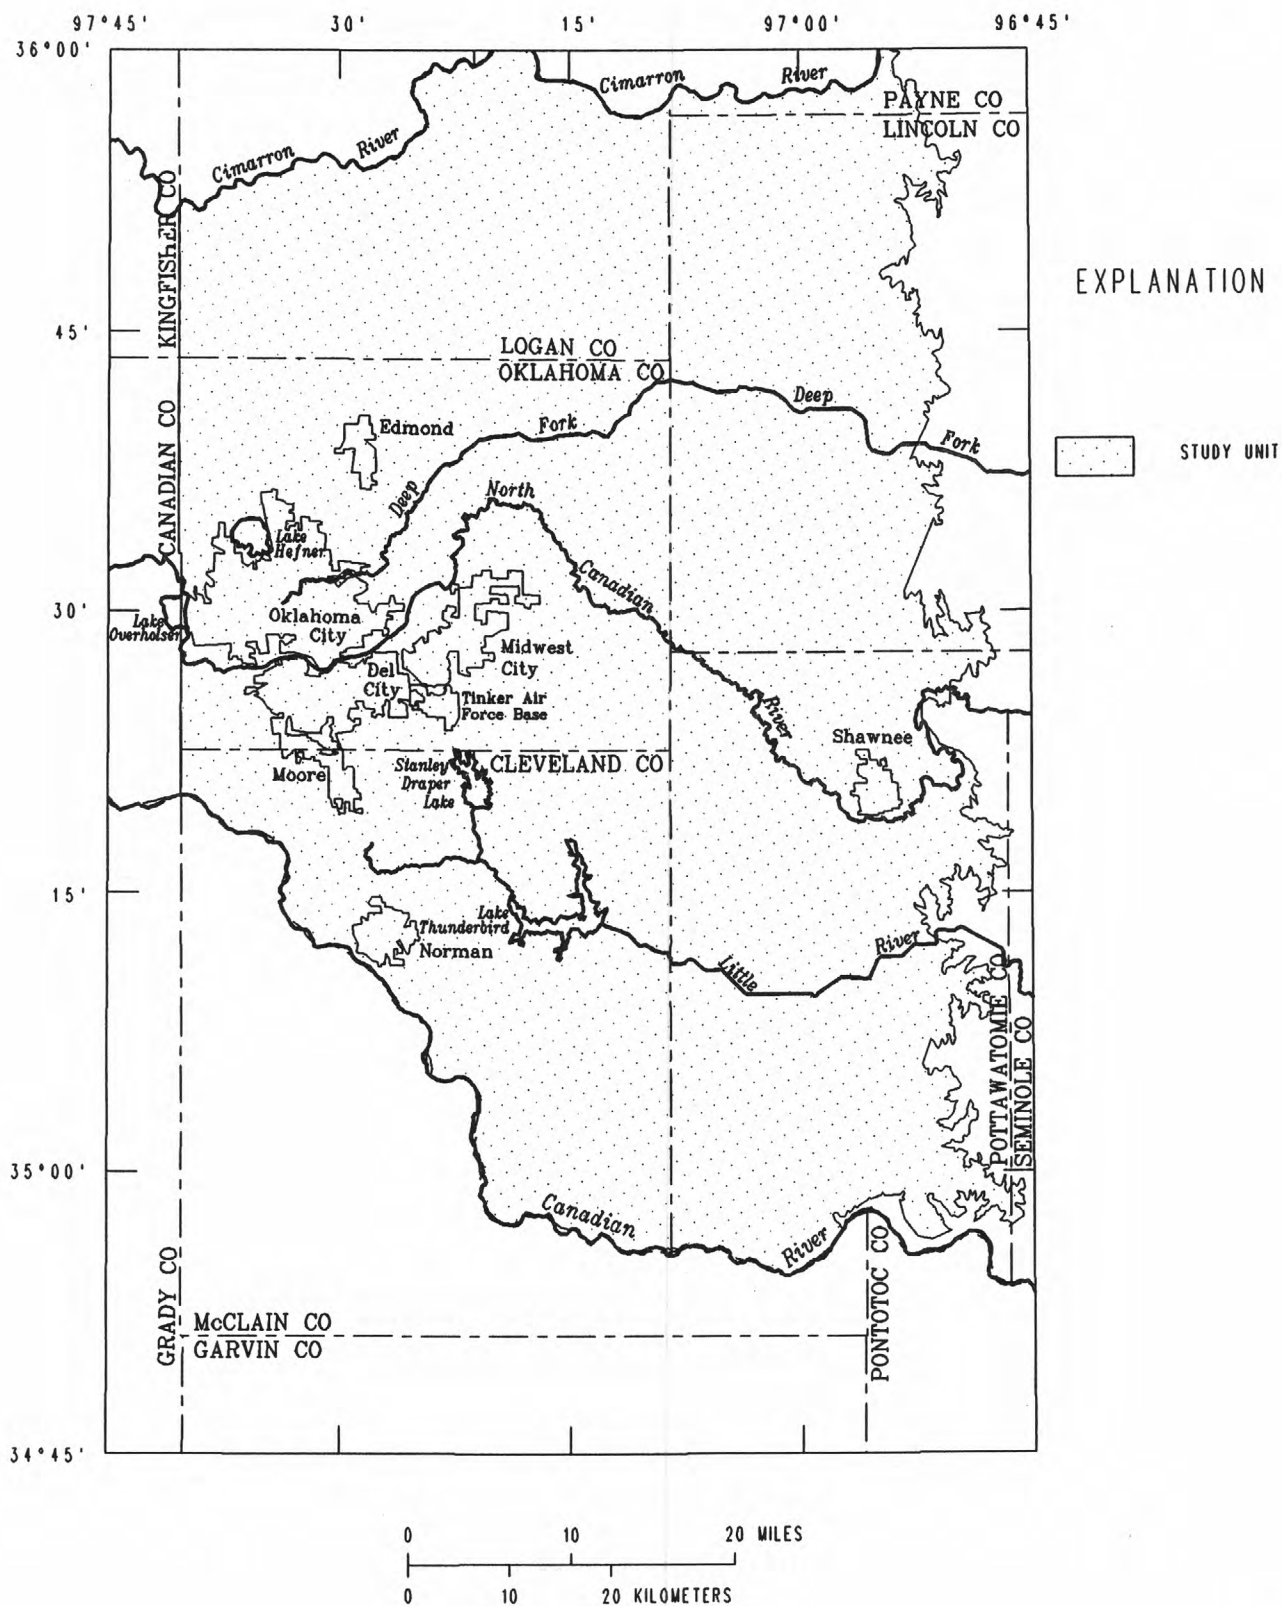 97°45' 30' 15' 97°00' 96°45'
36°00'
Cimarron River
PAYNE CO
LINCOLN CO
Cimarron River
KINGFISHER CO
EXPLANATION
45'
LOGAN CO
OKLAHOMA CO
CANADIAN CO
Deep
Fork
Fork
Edmond
STUDY UNIT
Deep
North
Lake
Hefner
Canadian
30'
Lake
Overholser
Oklahoma
City
Midwest
City
Del
City
Tinker Air
Force Base
River
Shawnee
Moore
Stanley
Draper
Lake
CLEVELAND CO
15'
Lake
Thunderbird
Norman
Little
River
POTTAWATOMIE CO
SEMINOLE CO
35°00'
Canadian
River
GRADY CO
McCLAIN CO
GARVIN CO
PONTOTOC CO
34°45'
0 10 20 MILES
0 10 20 KILOMETERS